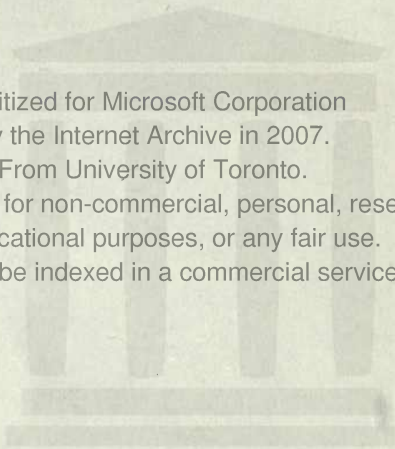 itized for Microsoft Corporation
y the Internet Archive in 2007.
From University of Toronto.
for non-commercial, personal, rese
cational purposes, or any fair use.
be indexed in a commercial service